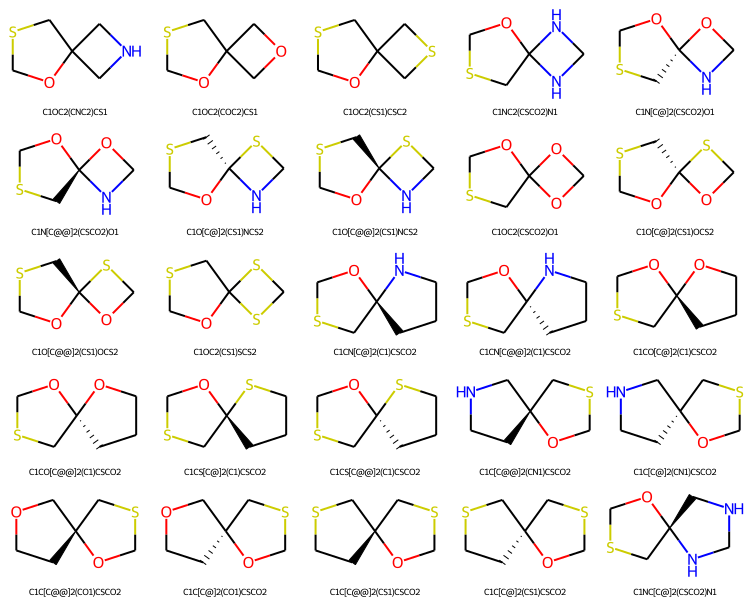 S
NH
O
C1OC2(CNC2)CS1
S
O
O
C1OC2(COC2)CS1
S
S
O
C1OC2(CS1)CSC2
H
O N
S
N
H
C1NC2(CSCO2)N1
O O
S N
H
C1N[C@]2(CSCO2)O1
O O
S N
H
C1N[C@@]2(CSCO2)O1
S S
O N
H
C1O[C@]2(CS1)NCS2
S S
O N
H
C1O[C@@]2(CS1)NCS2
O O
S O
C1OC2(CSCO2)O1
S S
O O
C1O[C@]2(CS1)OCS2
S S
O O
C1O[C@@]2(CS1)OCS2
S S
O S
C1OC2(CS1)SCS2
H
O N
S
C1CN[C@]2(C1)CSCO2
H
O N
S
C1CN[C@@]2(C1)CSCO2
O O
S
C1CO[C@]2(C1)CSCO2
O O
S
C1CO[C@@]2(C1)CSCO2
O S
S
C1CS[C@]2(C1)CSCO2
O S
S
C1CS[C@@]2(C1)CSCO2
HN S
O
C1C[C@@]2(CN1)CSCO2
HN S
O
C1C[C@]2(CN1)CSCO2
O S
O
C1C[C@@]2(CO1)CSCO2
O S
O
C1C[C@]2(CO1)CSCO2
S S
O
C1C[C@@]2(CS1)CSCO2
S S
O
C1C[C@]2(CS1)CSCO2
O NH
S N
H
C1NC[C@]2(CSCO2)N1